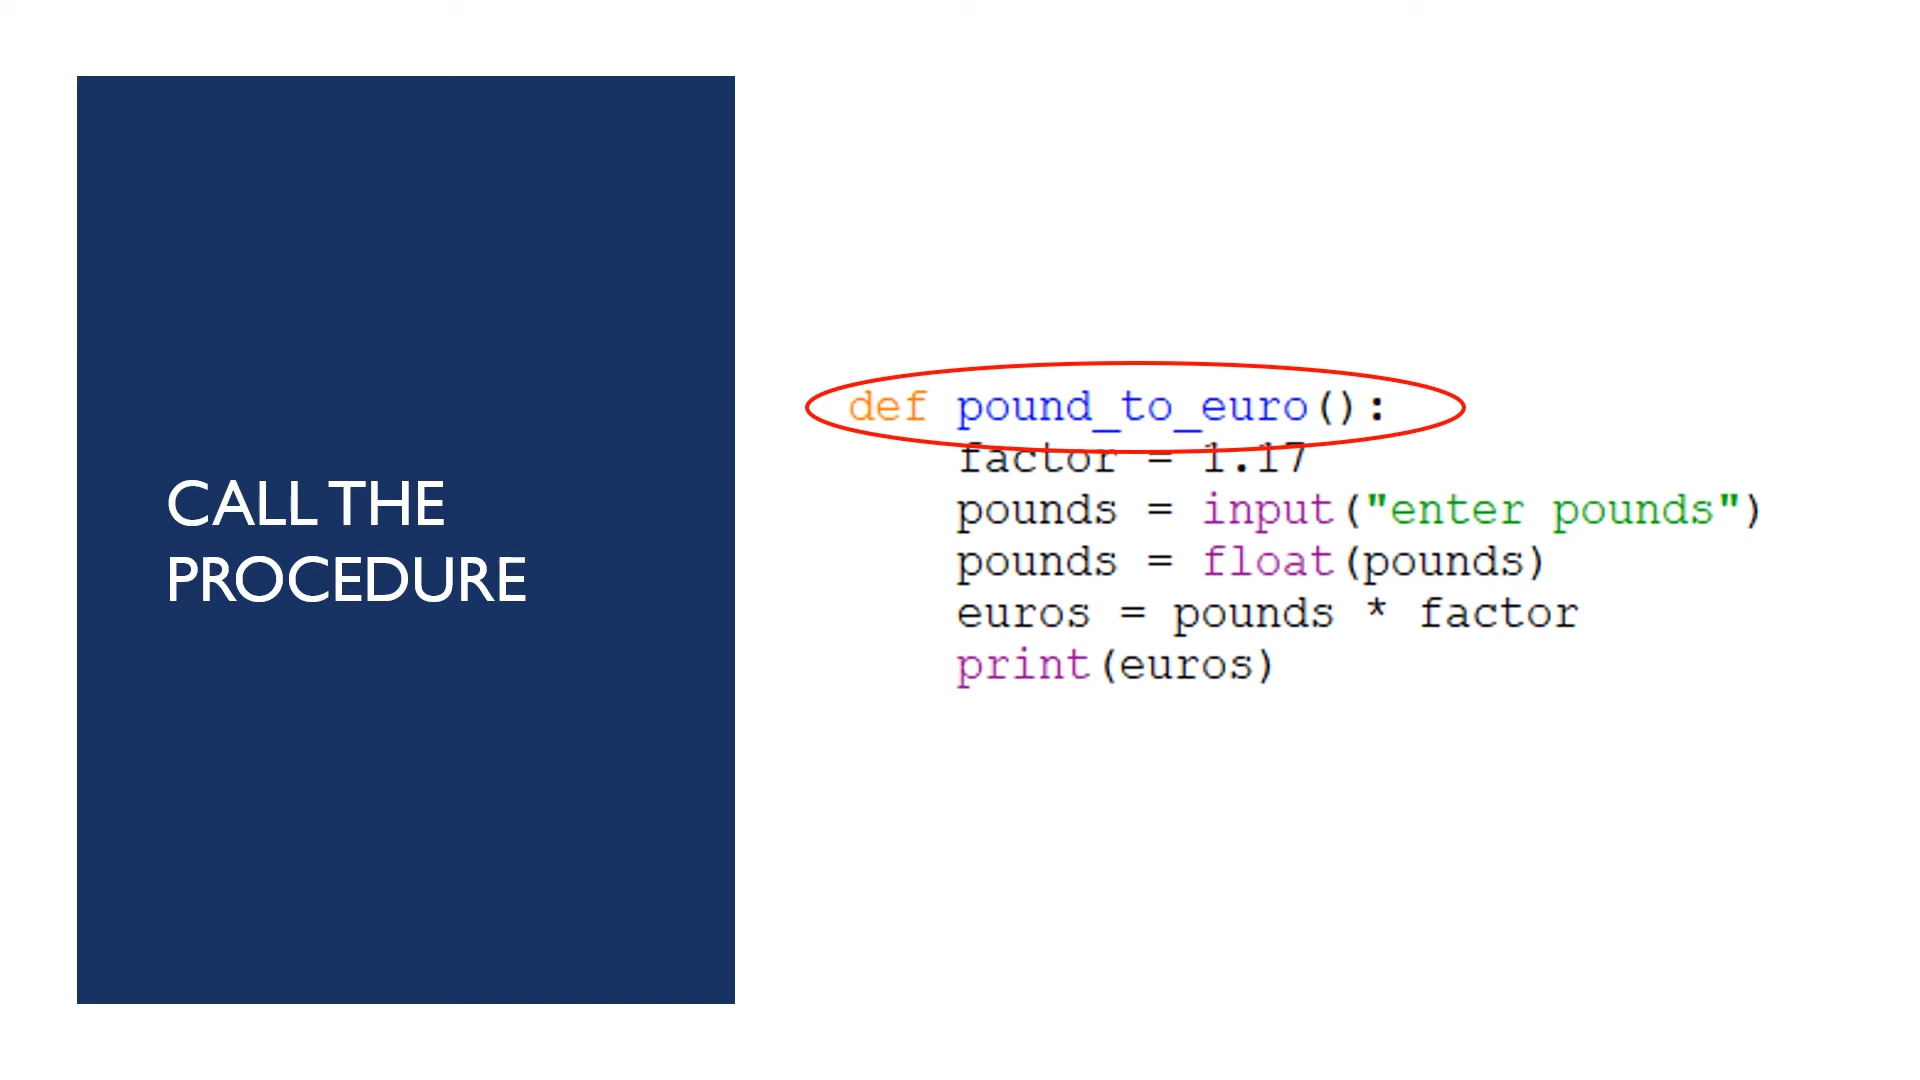 CALL THE
PROCEDURE
def pound_to_euro():
    factor = 1.17
    pounds = input("enter pounds")
    pounds = float(pounds)
    euros = pounds * factor
    print(euros)